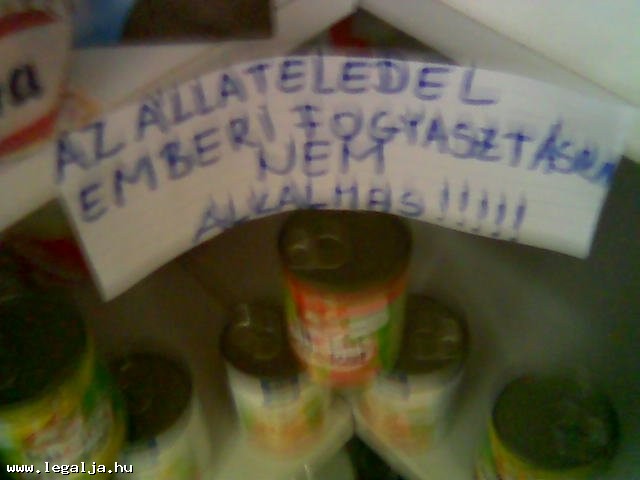 AZ ÁLLATELEDEL
EMBERI FOGYASZTÁSRA
NEM
ALKALMAS!!!!!
www.legalja.hu